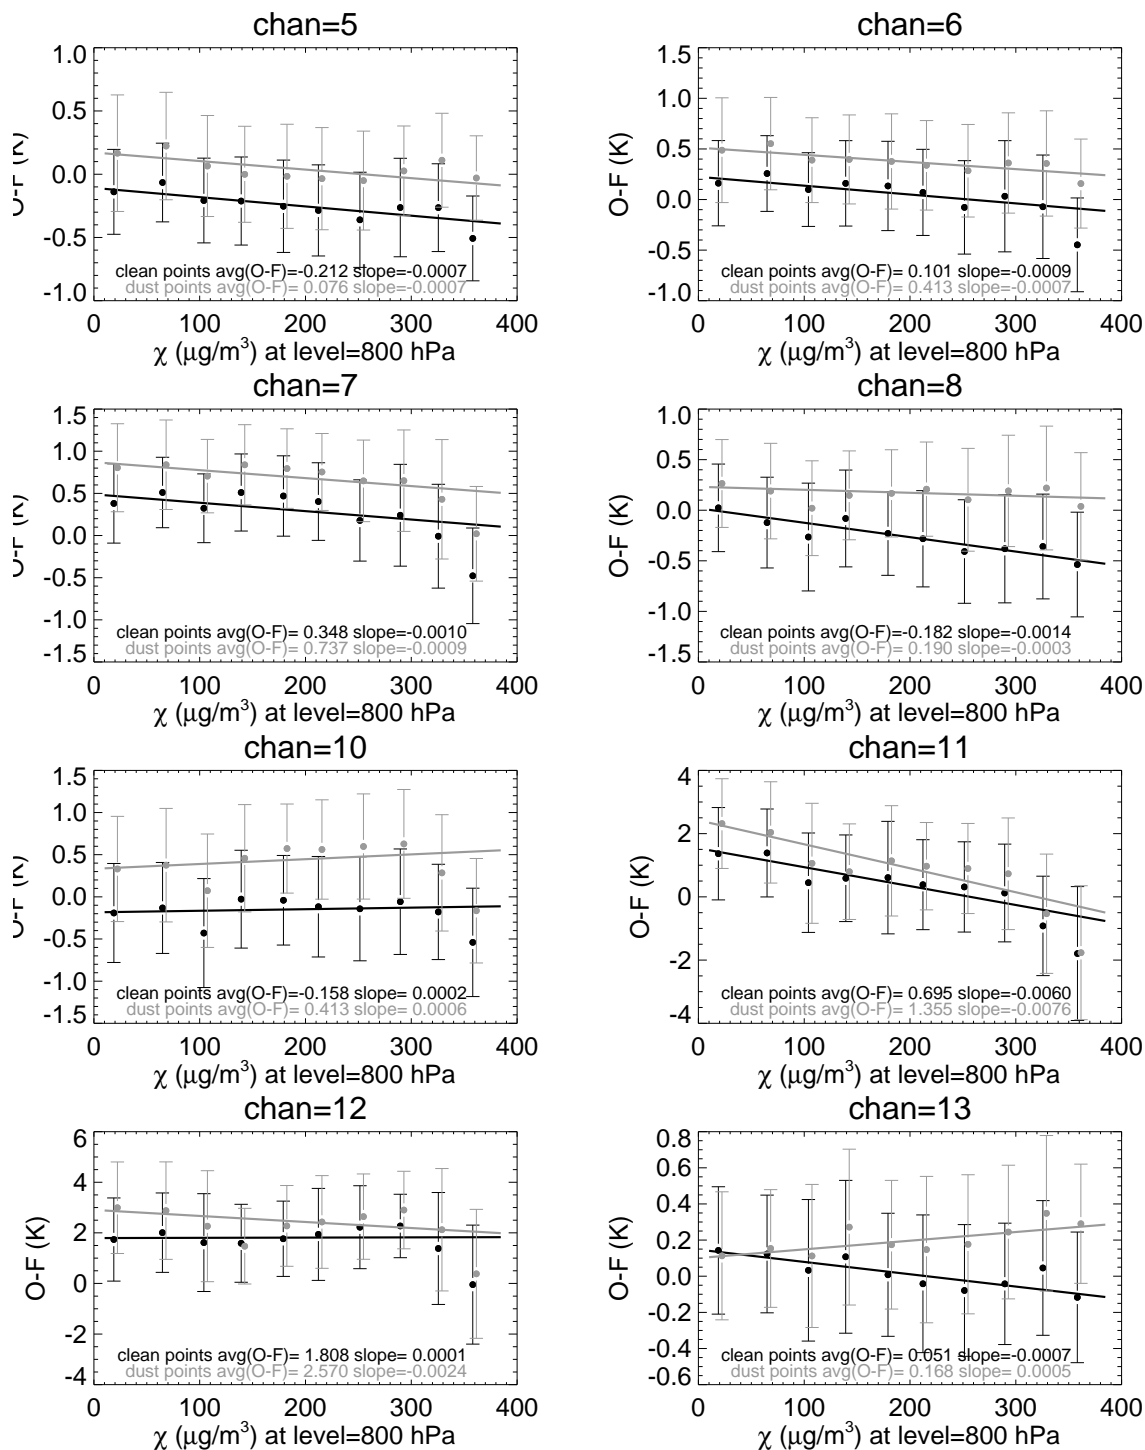 chan=5
1.0
0.5
0.0
-0.5
-1.0
O-F (K)
clean points avg(O-F)=-0.212 slope=-0.0007
dust points avg(O-F)= 0.076 slope=-0.0007
0 100 200 300 400
χ (μg/m³) at level=800 hPa
chan=6
1.5
1.0
0.5
0.0
-0.5
-1.0
O-F (K)
clean points avg(O-F)= 0.101 slope=-0.0009
dust points avg(O-F)= 0.413 slope=-0.0007
0 100 200 300 400
χ (μg/m³) at level=800 hPa
chan=7
1.5
1.0
0.5
0.0
-0.5
-1.0
-1.5
O-F (K)
clean points avg(O-F)= 0.348 slope=-0.0010
dust points avg(O-F)= 0.737 slope=-0.0009
0 100 200 300 400
χ (μg/m³) at level=800 hPa
chan=8
1.0
0.5
0.0
-0.5
-1.0
-1.5
O-F (K)
clean points avg(O-F)=-0.182 slope=-0.0014
dust points avg(O-F)= 0.190 slope=-0.0003
0 100 200 300 400
χ (μg/m³) at level=800 hPa
chan=10
1.5
1.0
0.5
0.0
-0.5
-1.0
-1.5
O-F (K)
clean points avg(O-F)=-0.158 slope= 0.0002
dust points avg(O-F)= 0.413 slope= 0.0006
0 100 200 300 400
χ (μg/m³) at level=800 hPa
chan=11
4
2
0
-2
-4
O-F (K)
clean points avg(O-F)= 0.695 slope=-0.0060
dust points avg(O-F)= 1.355 slope=-0.0076
0 100 200 300 400
χ (μg/m³) at level=800 hPa
chan=12
6
4
2
0
-2
-4
O-F (K)
clean points avg(O-F)= 1.808 slope= 0.0001
dust points avg(O-F)= 2.570 slope=-0.0024
0 100 200 300 400
χ (μg/m³) at level=800 hPa
chan=13
0.8
0.6
0.4
0.2
0.0
-0.2
-0.4
-0.6
O-F (K)
clean points avg(O-F)= 0.051 slope=-0.0007
dust points avg(O-F)= 0.168 slope= 0.0005
0 100 200 300 400
χ (μg/m³) at level=800 hPa